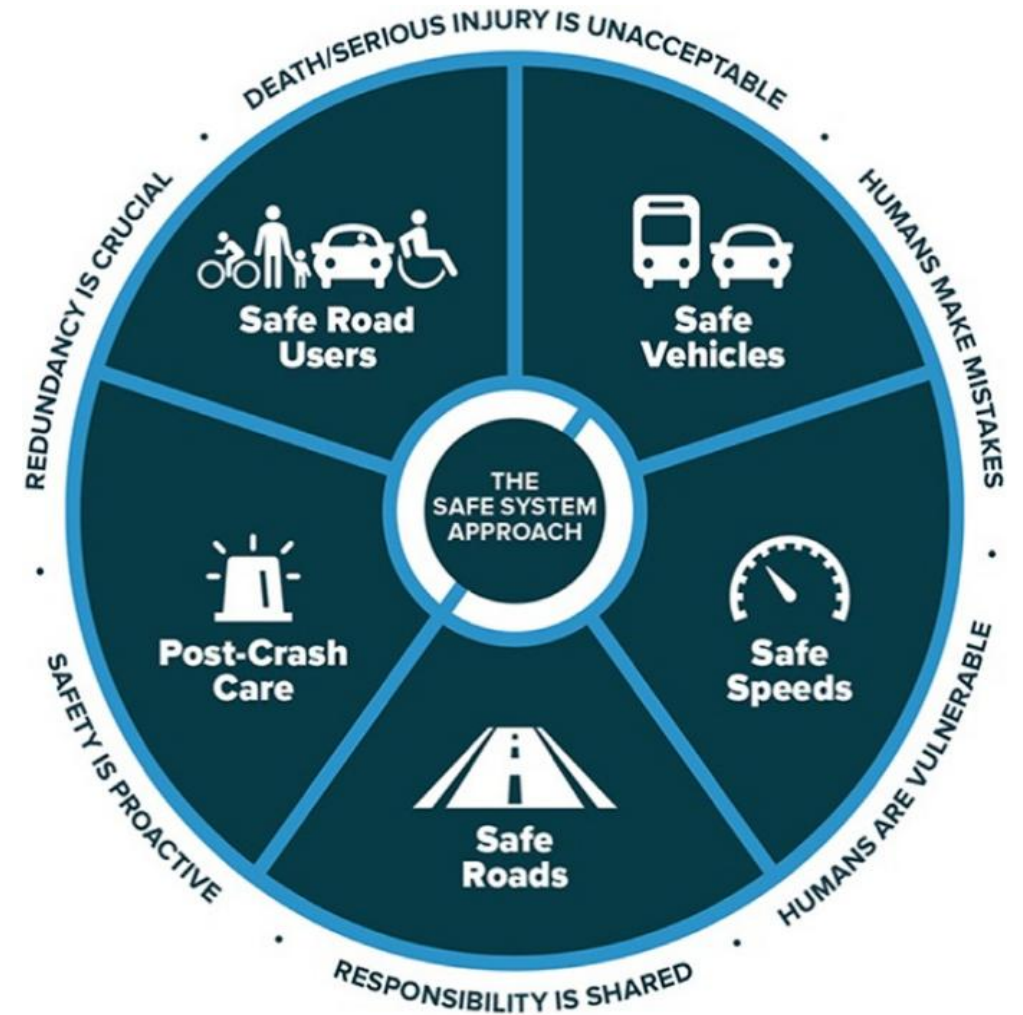 DEATH/SERIOUS INJURY IS UNACCEPTABLE
HUMANS MAKE MISTAKES
HUMANS ARE VULNERABLE
RESPONSIBILITY IS SHARED
SAFETY IS PROACTIVE
REDUNDANCY IS CRUCIAL
Safe Road
Users
Safe
Vehicles
Safe
Speeds
Safe
Roads
Post-Crash
Care
THE
SAFE SYSTEM
APPROACH